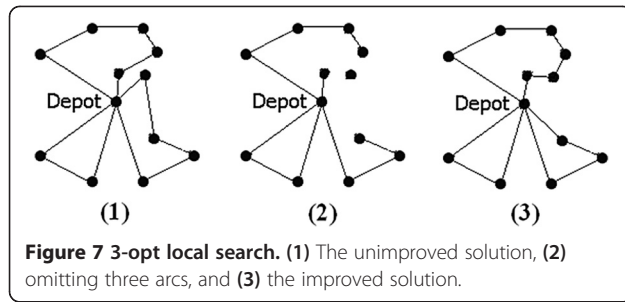 Depot Depot Depot
(1) (2) (3)
Figure 7 3-opt local search. (1) The unimproved solution, (2)
omitting three arcs, and (3) the improved solution.